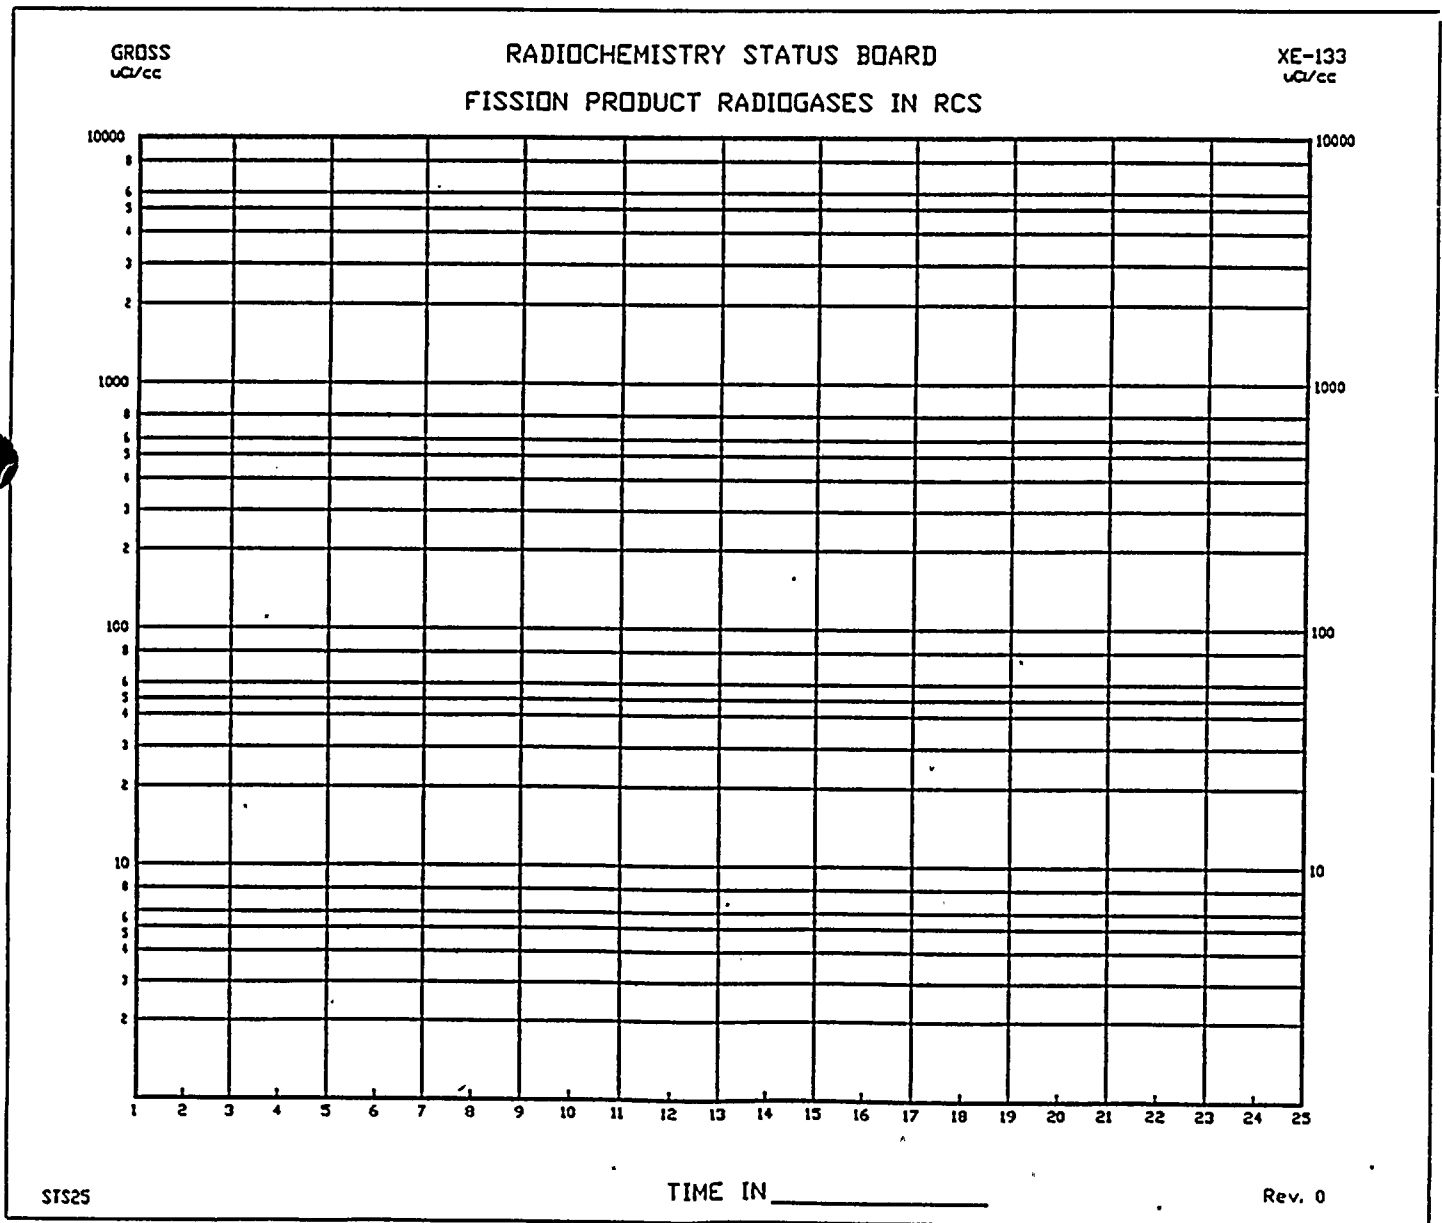 GROSS
uCi/cc
RADIOCHEMISTRY STATUS BOARD
XE-133
uCi/cc
FISSION PRODUCT RADIOGASES IN RCS
10000 10000
8
6
5
4
3
2
1000 1000
8
6
5
4
3
2
100 100
8
6
5
4
3
2
10 10
8
6
5
4
3
2
1 2 3 4 5 6 7 8 9 10 11 12 13 14 15 16 17 18 19 20 21 22 23 24 25
STS25
TIME IN
Rev. 0